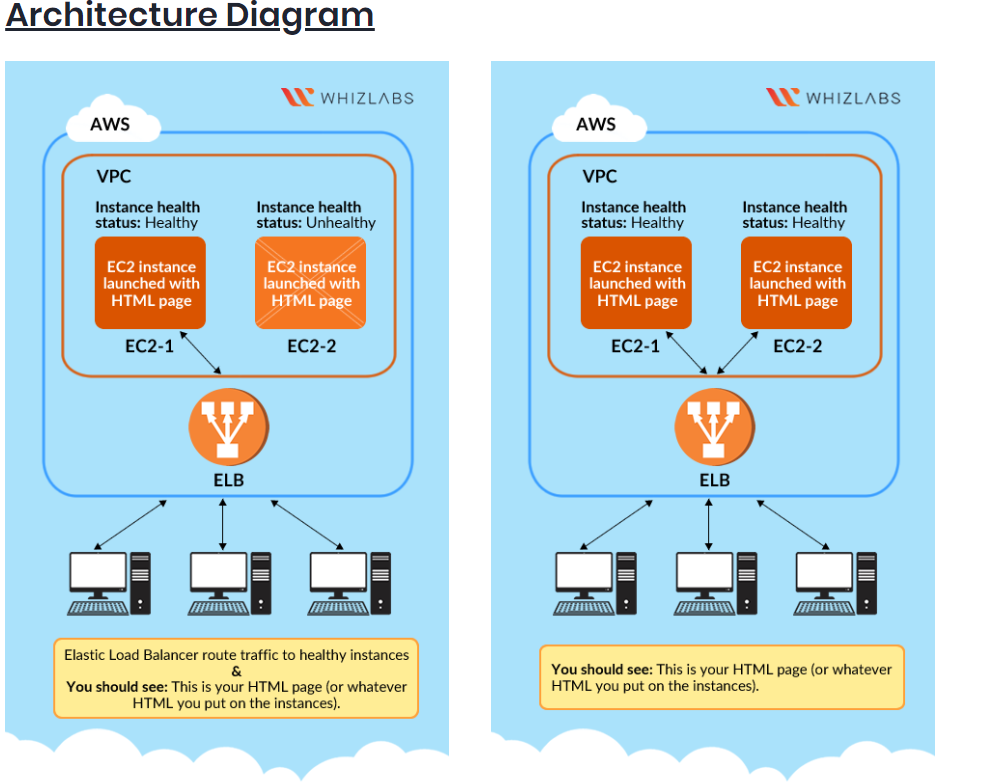 Architecture Diagram
WHIZLABS
AWS
VPC
Instance health
status: Healthy
Instance health
status: Unhealthy
EC2 instance
launched with
HTML page
EC2 instance
launched with
HTML page
EC2-1
EC2-2
ELB
Elastic Load Balancer route traffic to healthy instances
&
You should see: This is your HTML page (or whatever
HTML you put on the instances).
WHIZLABS
AWS
VPC
Instance health
status: Healthy
Instance health
status: Healthy
EC2 instance
launched with
HTML page
EC2 instance
launched with
HTML page
EC2-1
EC2-2
ELB
You should see: This is your HTML page (or whatever
HTML you put on the instances).